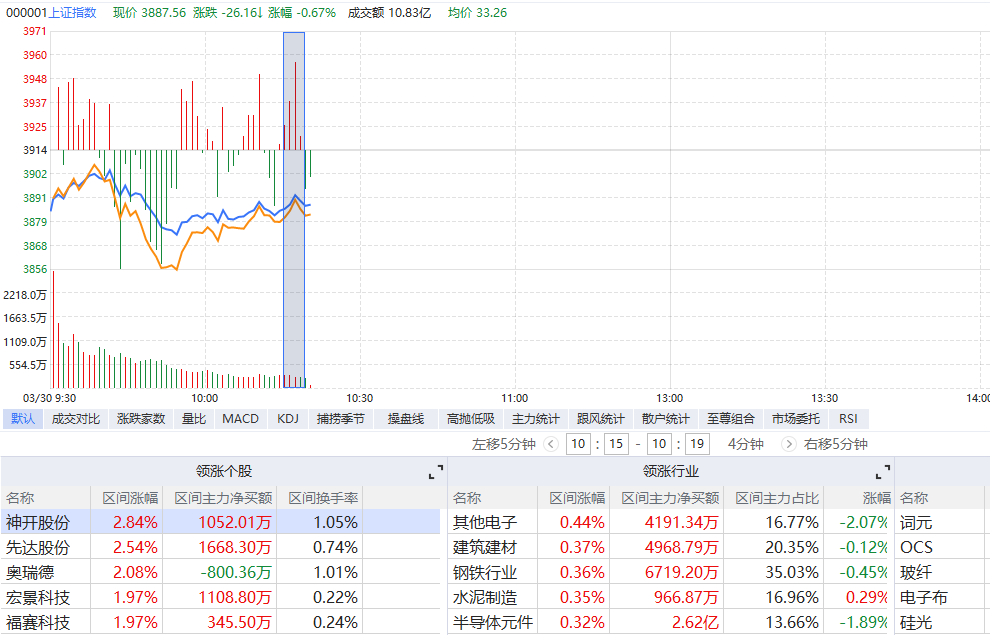 000001上证指数 现价 3887.56 涨跌 -26.16↓ 涨幅 -0.67% 成交额 10.83亿 均价 33.26
3971
3960
3948
3937
3925
3914
3902
3891
3879
3868
3856
2218.0万
1663.5万
1109.0万
554.5万
03/30 9:30 10:00 10:30 11:00 13:00 13:30 14:00
默认 成交对比 涨跌家数 量比 MACD KDJ 捕捞季节 操盘线 高抛低吸 主力统计 跟风统计 散户统计 至尊组合 市场委托 RSI
左移5分钟 < 10 : 15 - 10 : 19 4分钟 > 右移5分钟
领涨个股 领涨行业
名称 区间涨幅 区间主力净买额 区间换手率 名称 区间涨幅 区间主力净买额 区间主力占比 涨幅 名称
神开股份 2.84% 1052.01万 1.05% 其他电子 0.44% 4191.34万 16.77% -2.07% 词元
先达股份 2.54% 1668.30万 0.74% 建筑建材 0.37% 4968.79万 20.35% -0.12% OCS
奥瑞德 2.08% -800.36万 1.01% 钢铁行业 0.36% 6719.20万 35.03% -0.45% 玻纤
宏景科技 1.97% 1108.80万 0.22% 水泥制造 0.35% 966.87万 16.96% 0.29% 电子布
福赛科技 1.97% 345.50万 0.24% 半导体元件 0.32% 2.62亿 13.66% -1.89% 硅光